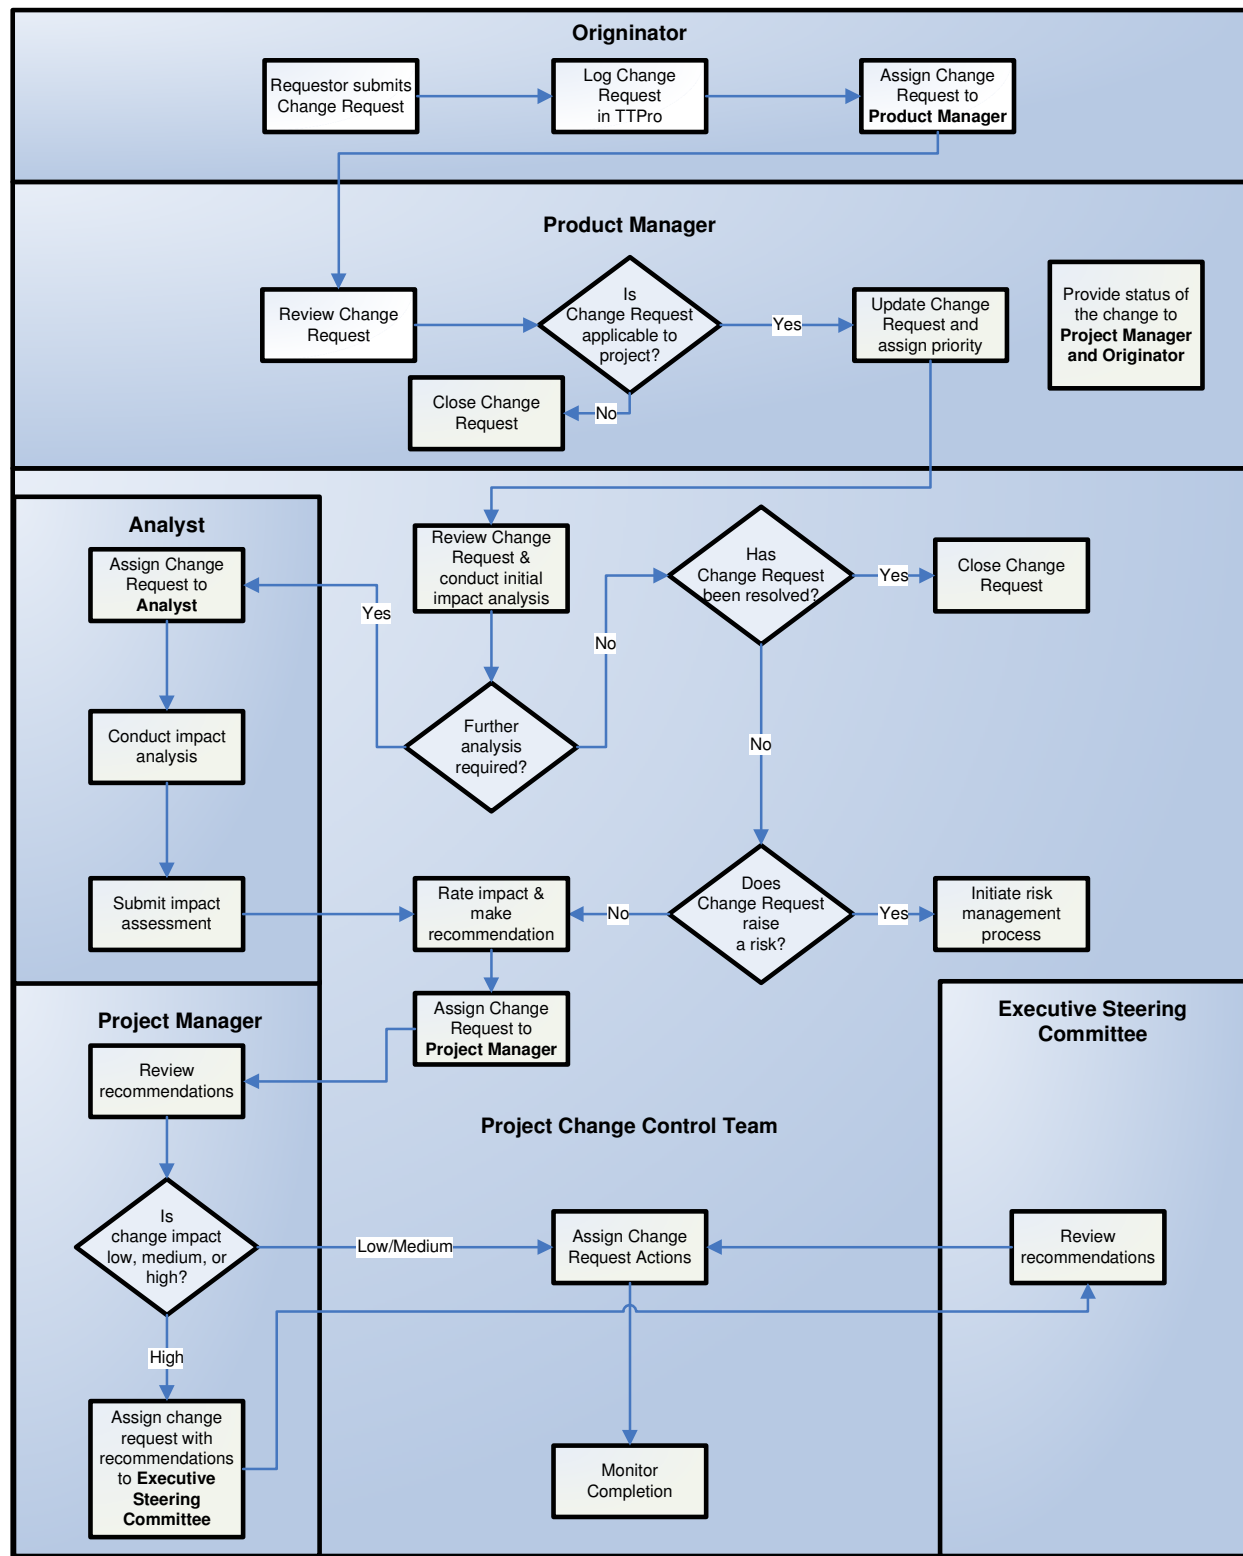 Origninator
Requestor submits
Change Request
Log Change
Request
in TTPro
Assign Change
Request to
Product Manager
Product Manager
Review Change
Request
Is
Change Request
applicable to
project?
Yes
Update Change
Request and
assign priority
Provide status of
the change to
Project Manager
and Originator
No
Close Change
Request
Analyst
Assign Change
Request to
Analyst
Yes
Review Change
Request &
conduct initial
impact analysis
No
Has
Change Request
been resolved?
Yes
Close Change
Request
Conduct impact
analysis
Further
analysis
required?
No
Submit impact
assessment
Rate impact &
make
recommendation
No
Does
Change Request
raise
a risk?
Yes
Initiate risk
management
process
Project Manager
Assign Change
Request to
Project Manager
Executive Steering
Committee
Review
recommendations
Project Change Control Team
Is
change impact
low, medium, or
high?
Low/Medium
Assign Change
Request Actions
Review
recommendations
High
Assign change
request with
recommendations
to Executive
Steering
Committee
Monitor
Completion